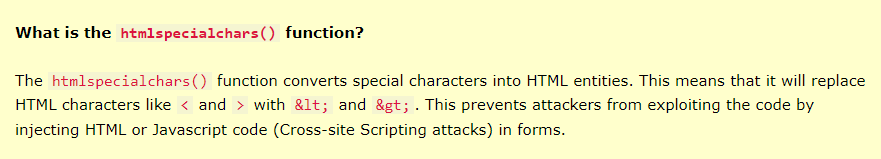 What is the htmlspecialchars() function?
The htmlspecialchars() function converts special characters into HTML entities. This means that it will replace
HTML characters like < and > with &lt; and &gt;. This prevents attackers from exploiting the code by
injecting HTML or Javascript code (Cross-site Scripting attacks) in forms.